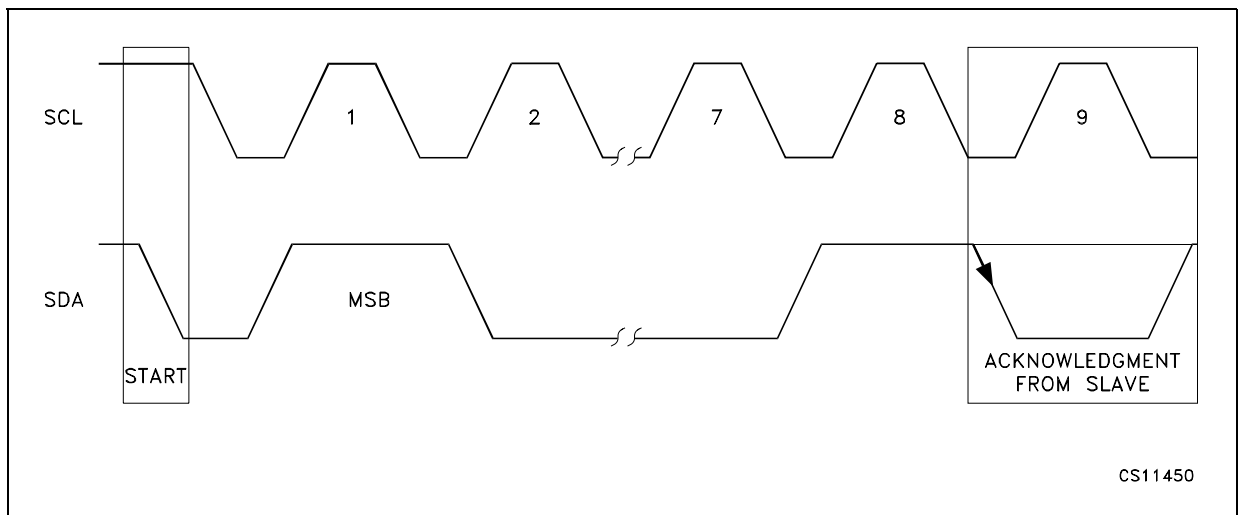 SCL
1
2
7
8
9
SDA
MSB
START
ACKNOWLEDGMENT
FROM SLAVE
CS11450